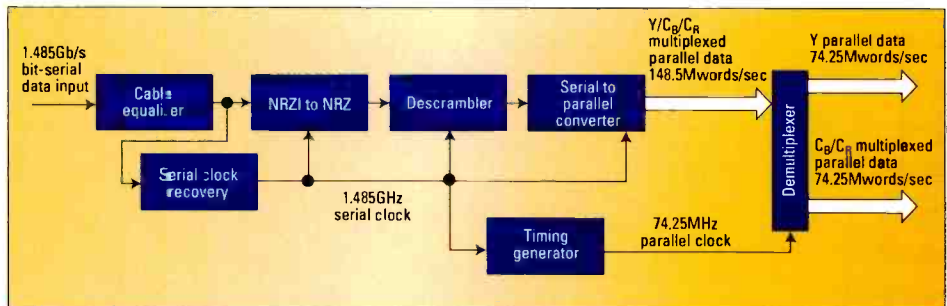 1.485Gb/s
bit-serial
data input
Cable
equalizer
NRZI to NRZ
Descrambler
Serial to
parallel
converter
Y/CB/CR
multiplexed
parallel data
148.5Mwords/sec
Demultiplexer
Y parallel data
74.25Mwords/sec
CB/CR multiplexed
parallel data
74.25Mwords/sec
Serial clock
recovery
1.485GHz
serial clock
Timing
generator
74.25MHz
parallel clock